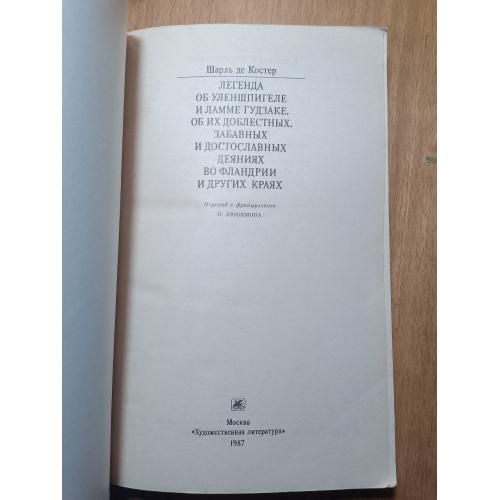 Шарль де Костер
ЛЕГЕНДА
ОБ УЛЕНШПИГЕЛЕ
И ЛАММЕ ГУДЗАКЕ,
ОБ ИХ ДОБЛЕСТНЫХ,
ЗАБАВНЫХ
И ДОСТОСЛАВНЫХ
ДЕЯНИЯХ
ВО ФЛАНДРИИ
И ДРУГИХ КРАЯХ
Перевод с французского
Н. ЛЮБИМОВА
Москва
«Художественная литература»
1987